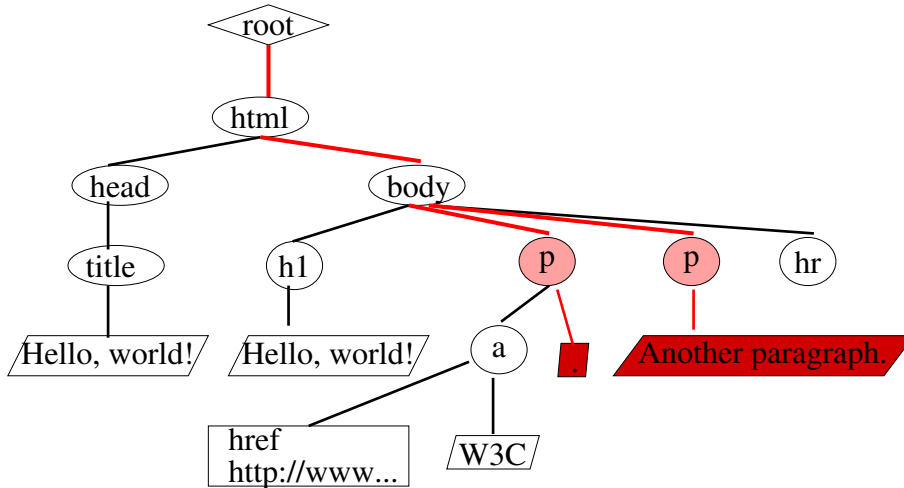 root
html
head
body
title
h1
p
p
hr
Hello, world!
Hello, world!
a
.
Another paragraph.
href
http://www...
W3C